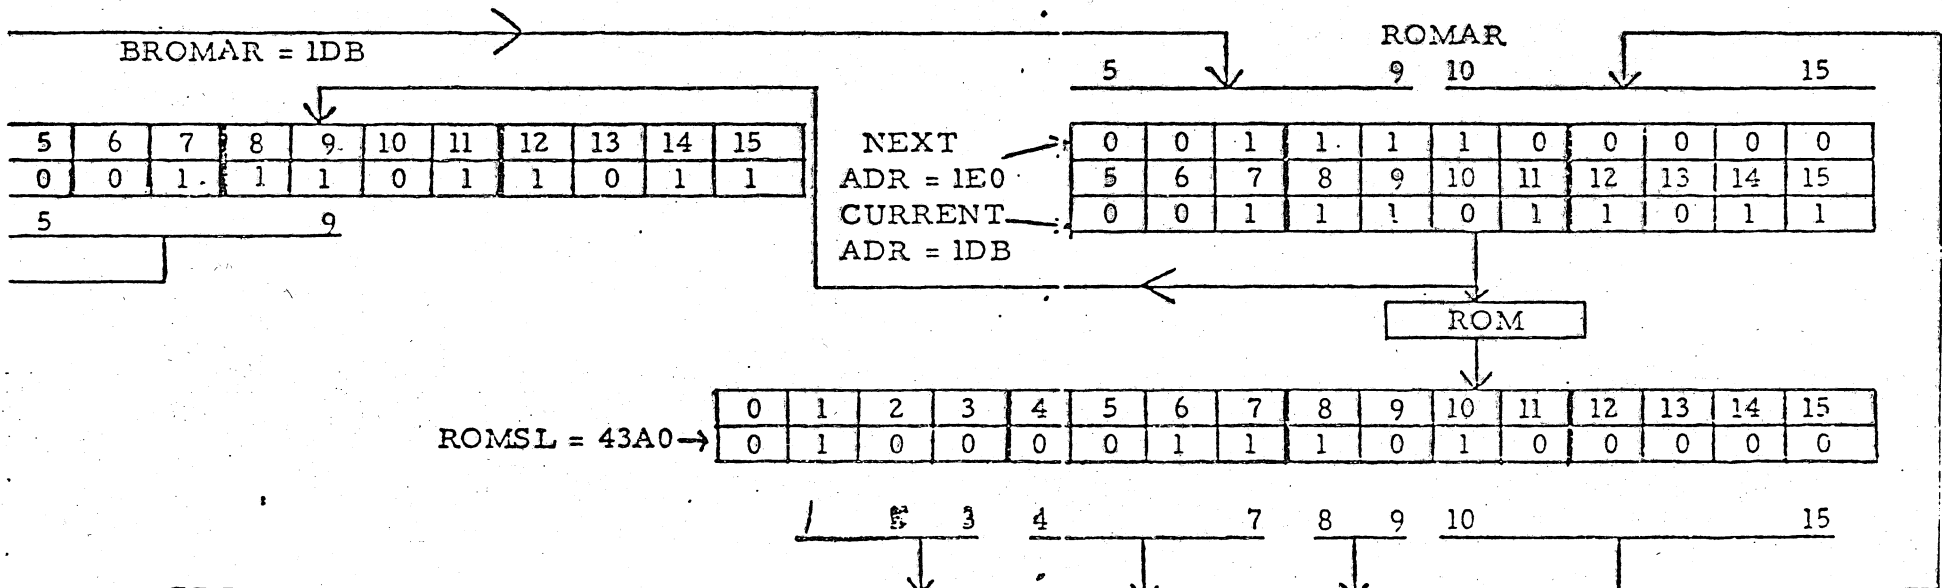 BROMAR = 1DB
ROMAR
5 9 10 15
5 6 7 8 9 10 11 12 13 14 15
0 0 1 1 1 0 1 1 0 1 1
5 9
NEXT
ADR = 1E0
CURRENT
ADR = 1DB
0 0 1 1 1 1 0 0 0 0 0
5 6 7 8 9 10 11 12 13 14 15
0 0 1 1 1 0 1 1 0 1 1
ROM
ROMSL = 43A0
0 1 2 3 4 5 6 7 8 9 10 11 12 13 14 15
0 1 0 0 0 0 1 1 1 0 1 0 0 0 0 0
1 3 4 7 8 9 10 15